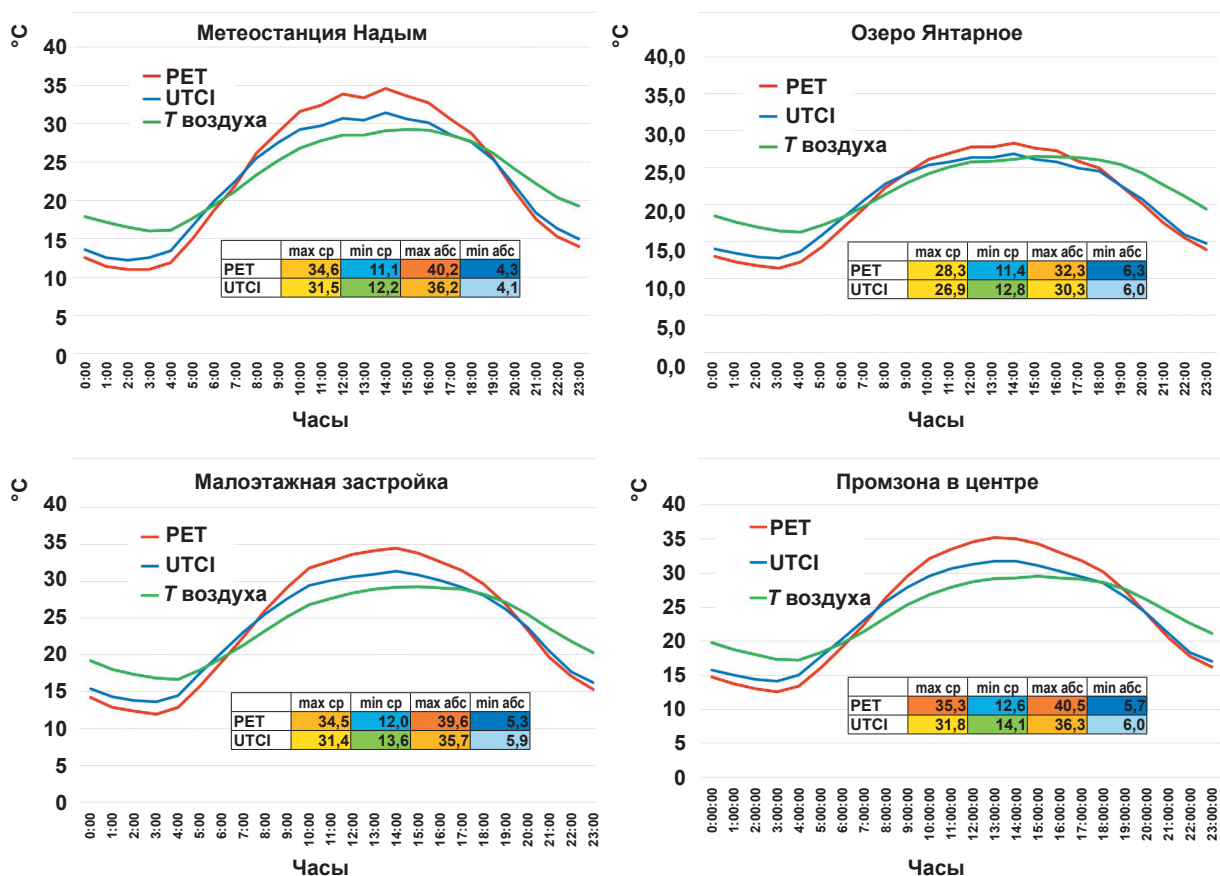 Метеостанция Надым
°C
40
35
30
25
20
15
10
5
0
PET
UTCI
T воздуха
max ср min ср max абс min абс
PET 34,6 11,1 40,2 4,3
UTCI 31,5 12,2 36,2 4,1
0:00 1:00 2:00 3:00 4:00 5:00 6:00 7:00 8:00 9:00 10:00 11:00 12:00 13:00 14:00 15:00 16:00 17:00 18:00 19:00 20:00 21:00 22:00 23:00
Часы
Озеро Янтарное
°C
40,0
35,0
30,0
25,0
20,0
15,0
10,0
5,0
0,0
PET
UTCI
T воздуха
max ср min ср max абс min абс
PET 28,3 11,4 32,3 6,3
UTCI 26,9 12,8 30,3 6,0
0:00 1:00 2:00 3:00 4:00 5:00 6:00 7:00 8:00 9:00 10:00 11:00 12:00 13:00 14:00 15:00 16:00 17:00 18:00 19:00 20:00 21:00 22:00 23:00
Часы
Малоэтажная застройка
°C
40
35
30
25
20
15
10
5
0
PET
UTCI
T воздуха
max ср min ср max абс min абс
PET 34,5 12,0 39,6 5,3
UTCI 31,4 13,6 35,7 5,9
0:00 1:00 2:00 3:00 4:00 5:00 6:00 7:00 8:00 9:00 10:00 11:00 12:00 13:00 14:00 15:00 16:00 17:00 18:00 19:00 20:00 21:00 22:00 23:00
Часы
Промзона в центре
°C
40
35
30
25
20
15
10
5
0
PET
UTCI
T воздуха
max ср min ср max абс min абс
PET 35,3 12,6 40,5 5,7
UTCI 31,8 14,1 36,3 6,0
0:00:00 1:00:00 2:00:00 3:00:00 4:00:00 5:00:00 6:00:00 7:00:00 8:00:00 9:00:00 10:00:00 11:00:00 12:00:00 13:00:00 14:00:00 15:00:00 16:00:00 17:00:00 18:00:00 19:00:00 20:00:00 21:00:00 22:00:00 23:00:00
Часы